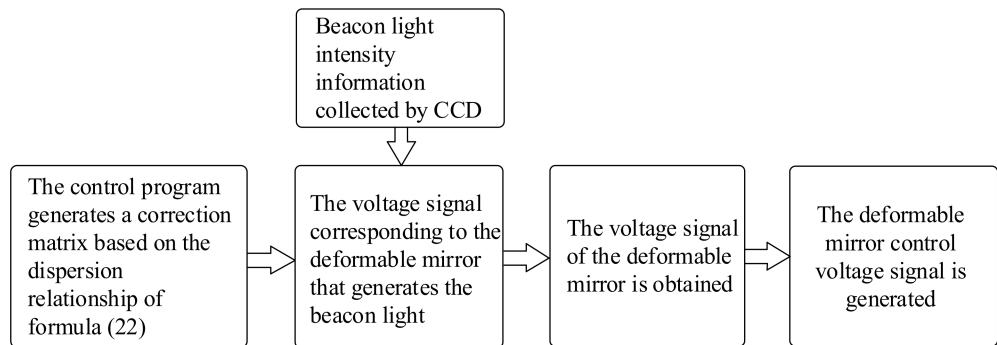 Beacon light
intensity
information
collected by CCD
The control program
generates a correction
matrix based on the
dispersion
relationship of
formula (22)
The voltage signal
corresponding to the
deformable mirror
that generates the
beacon light
The voltage signal
of the deformable
mirror is obtained
The deformable
mirror control
voltage signal is
generated